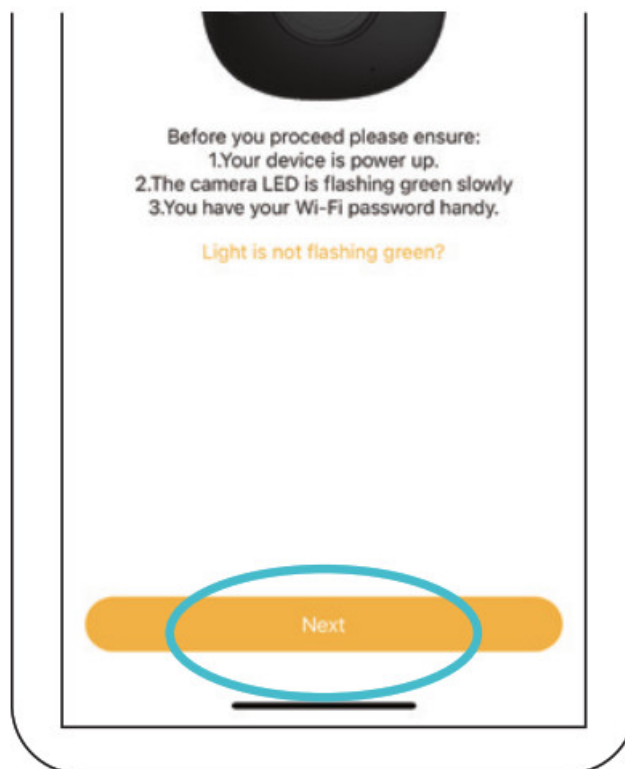 Before you proceed please ensure:
1.Your device is power up.
2.The camera LED is flashing green slowly
3.You have your Wi-Fi password handy.
Light is not flashing green?
Next